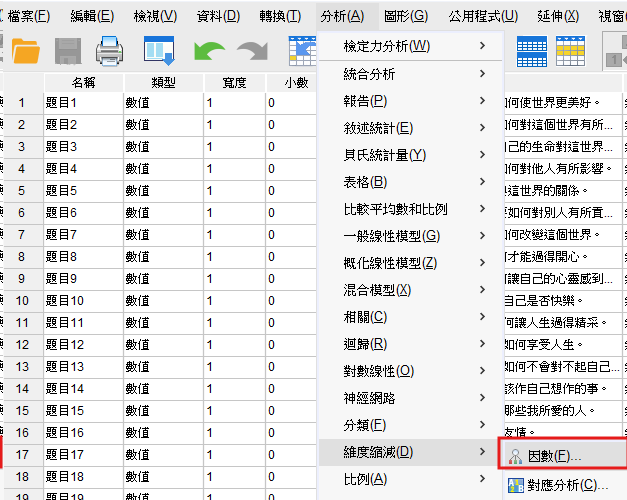 檔案(F) 編輯(E) 檢視(V) 資料(D) 轉換(T) 分析(A) 圖形(G) 公用程式(U) 延伸(X) 視窗
檢定力分析(W)
統合分析
報告(P)
敘述統計(E)
貝氏統計量(Y)
表格(B)
比較平均數和比例
一般線性模型(G)
概化線性模型(Z)
混合模型(X)
相關(C)
迴歸(R)
對數線性(O)
神經網路
分類(F)
維度縮減(D)
比例(A)
因數(F)...
對應分析(C)...
名稱 類型 寬度 小數
1 題目1 數值 1 0 何使世界更美好。
2 題目2 數值 1 0 何對這個世界有所...
3 題目3 數值 1 0 己的生命對這世界...
4 題目4 數值 1 0 何對他人有所影響。
5 題目5 數值 1 0 這世界的關係。
6 題目6 數值 1 0 如何對別人有所貢...
7 題目7 數值 1 0 何改變這個世界。
8 題目8 數值 1 0 才能過得開心。
9 題目9 數值 1 0 讓自己的心靈感到...
10 題目10 數值 1 0 自己是否快樂。
11 題目11 數值 1 0 何讓人生過得精采。
12 題目12 數值 1 0 如何享受人生。
13 題目13 數值 1 0 如何不會對不起自己...
14 題目14 數值 1 0 該作自己想作的事。
15 題目15 數值 1 0 那些我所愛的人。
16 題目16 數值 1 0 友情。
17 題目17 數值 1 0
18 題目18 數值 1 0
19 題目19 數值 1 0